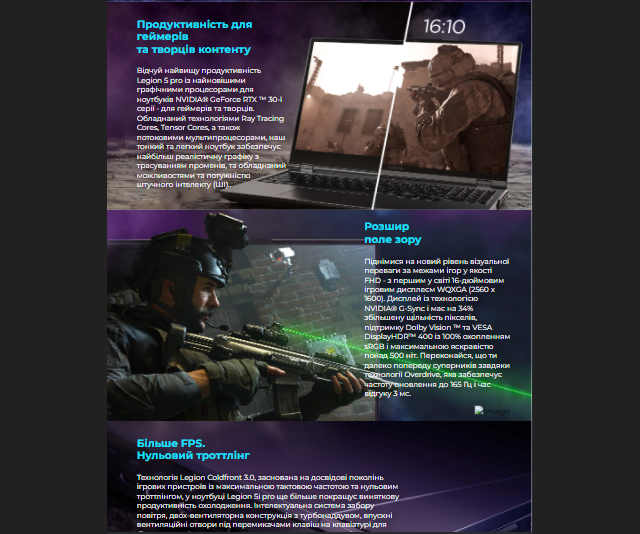 16:10
Продуктивність для
геймерів
та творців контенту
Відчуй найвищу продуктивність
Legion 5 pro із найновішими
графічними процесорами для
ноутбуків NVIDIA® GeForce RTX ™ 30-ї
серії - для геймерів та творців.
Обладнаний технологіями Ray Tracing
Cores, Tensor Cores, а також
потоковими мультипроцесорами, наш
тонкий та легкий ноутбук забезпечує
найбільш реалістичну графіку з
трасуванням променів, та обладнаний
можливостями та потужністю
штучного інтелекту (ШІ).
Розшир
поле зору
Піднімися на новий рівень візуальної
переваги за межами ігор у якості
FHD - з першим у світі 16-дюймовим
ігровим дисплеєм WQXGA (2560 x
1600). Дисплей із технологією
NVIDIA® G-Sync і має на 34%
збільшену щільність пікселів,
підтримку Dolby Vision ™ та VESA
DisplayHDR™ 400 із 100% охопленням
sRGB і максимальною яскравістю
понад 500 ніт. Переконайся, що ти
далеко попереду суперників завдяки
технології Overdrive, яка забезпечує
частоту оновлення до 165 Гц і час
відгуку 3 мс.
image
Більше FPS.
Нульовий троттлінг
Технологія Legion Coldfront 3.0, заснована на досвідові поколінь
ігрових пристроїв із максимальною тактовою частотою та нульовим
троттлінгом, у ноутбуці Legion 5i pro ще більше покращує виняткову
продуктивність охолодження. Інтелектуальна система забору
повітря, двох-вентиляторна конструкція з турбонаддувом, впускні
вентиляційні отвори під перемикачами клавіш на клавіатурі для